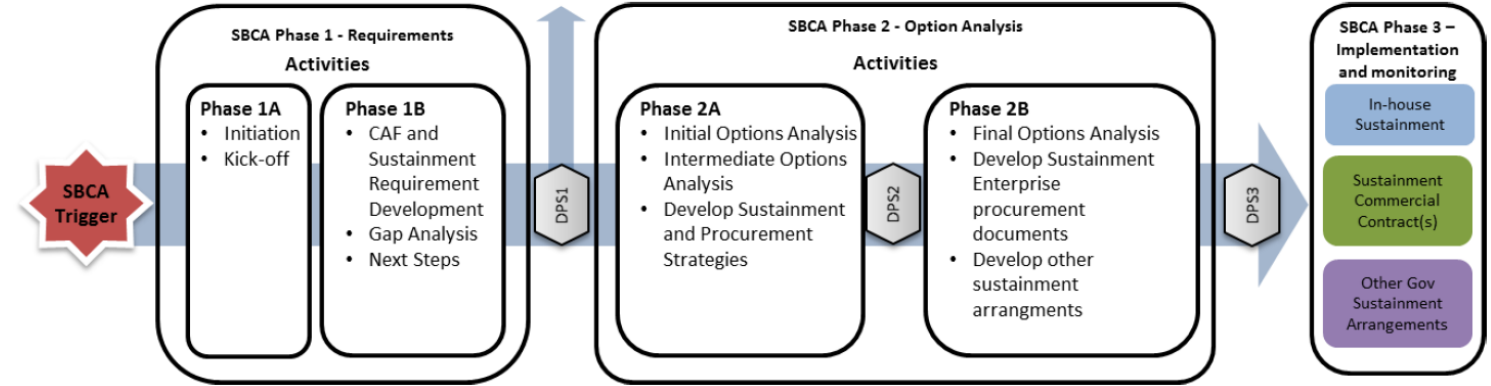 SBCA
Trigger
SBCA Phase 1 - Requirements
Activities
Phase 1A
• Initiation
• Kick-off
Phase 1B
• CAF and
Sustainment
Requirement
Development
• Gap Analysis
• Next Steps
DPS1
SBCA Phase 2 - Option Analysis
Activities
Phase 2A
• Initial Options Analysis
• Intermediate Options
Analysis
• Develop Sustainment
and Procurement
Strategies
DPS2
Phase 2B
• Final Options Analysis
• Develop Sustainment
Enterprise
procurement
documents
• Develop other
sustainment
arrangments
DPS3
SBCA Phase 3 –
Implementation
and monitoring
In-house
Sustainment
Sustainment
Commercial
Contract(s)
Other Gov
Sustainment
Arrangements